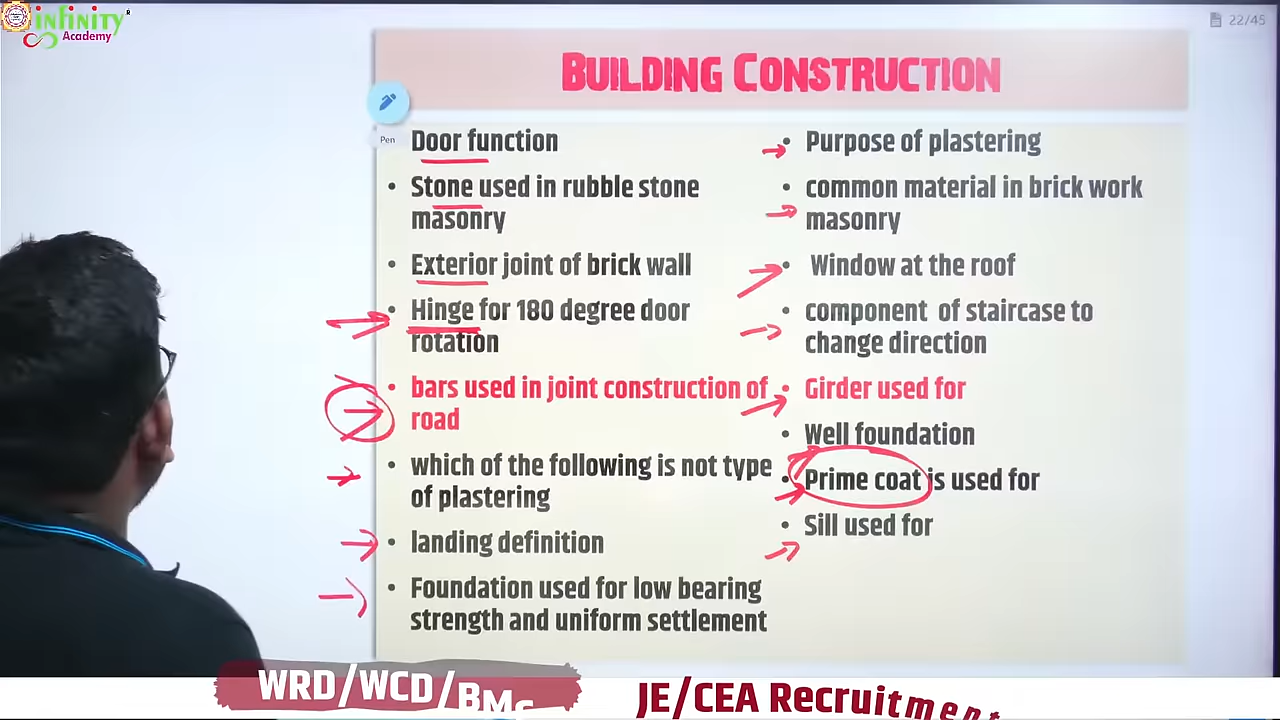 infinity
Academy
22/45
BUILDING CONSTRUCTION
Pen
Door function
• Stone used in rubble stone
masonry
• Exterior joint of brick wall
• Hinge for 180 degree door
rotation
• bars used in joint construction of
road
• which of the following is not type
of plastering
• landing definition
• Foundation used for low bearing
strength and uniform settlement
• Purpose of plastering
• common material in brick work
masonry
• Window at the roof
• component of staircase to
change direction
• Girder used for
• Well foundation
• Prime coat is used for
• Sill used for
WRD/WCD/BMC
JE/CEA Recruitment